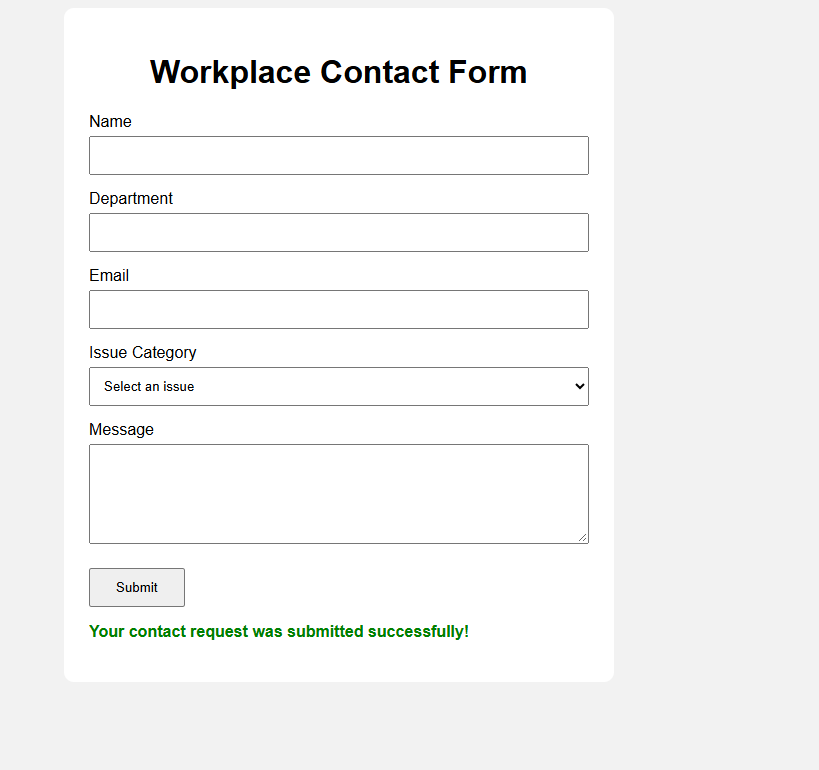 Workplace Contact Form
Name
Department
Email
Issue Category
Select an issue
Message
Submit
Your contact request was submitted successfully!